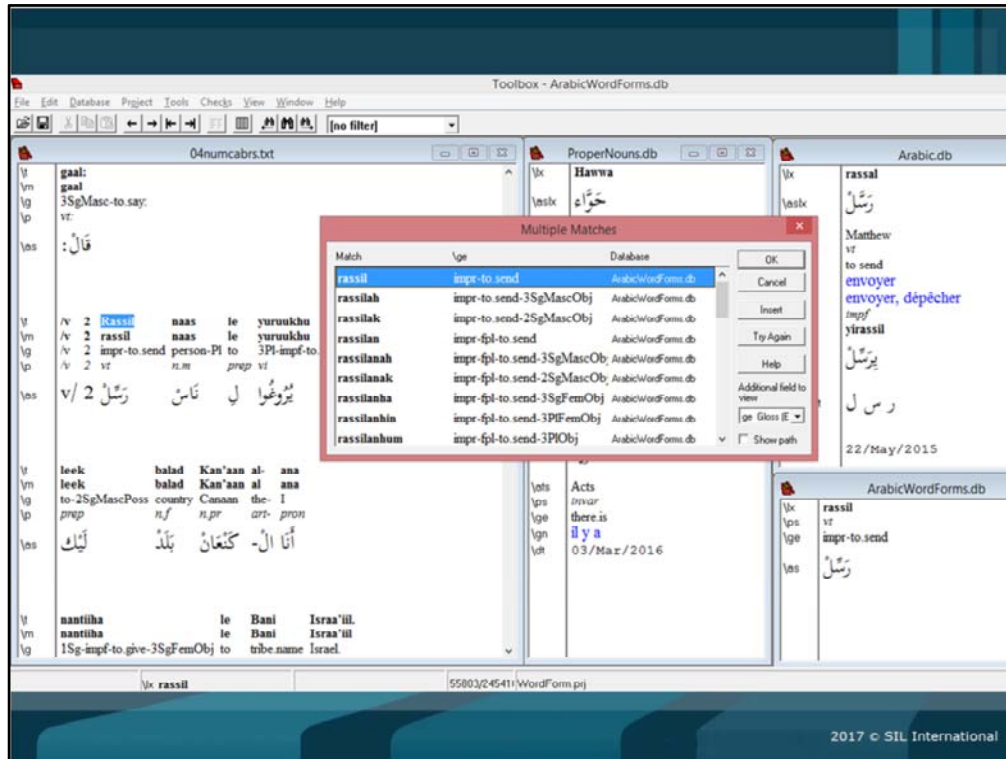 Toolbox - ArabicWordForms.db
File Edit Database Project Tools Checks View Window Help
[no filter]
04numcabrs.txt
\t gaal:
\m gaal
\g 3SgMasc-to.say:
\p vt:
\as قَالْ:
\t /v 2 Rassil naas le yuruukhu
\m /v 2 rassil naas le yuruukhu
\g /v 2 impr-to.send person-Pl to 3Pl-impf-to.
\p /v 2 vt n.m prep vi
\as v/ 2 رَسِّلْ نَاسْ لِ يُرُوغُوا
\t leek balad Kan'aan al- ana
\m leek balad Kan'aan al ana
\g to-2SgMascPoss country Canaan the- I
\p prep n.f n.pr art- pron
\as لَيْك بَلَدْ كَنْعَانْ الْ- أَنَا
\t nantiiha le Bani Israa'iil.
\m nantiiha le Bani Israa'iil
\g 1Sg-impf-to.give-3SgFemObj to tribe.name Israel.
ProperNouns.db
\lx Hawwa
\aslx حَوَّاء
\ats Acts
\ps invar
\ge there.is
\gn il y a
\dt 03/Mar/2016
Multiple Matches
Match \ge Database
rassil impr-to.send ArabicWordForms.db
rassilah impr-to.send-3SgMascObj ArabicWordForms.db
rassilak impr-to.send-2SgMascObj ArabicWordForms.db
rassilan impr-fpl-to.send ArabicWordForms.db
rassilanah impr-fpl-to.send-3SgMascObj ArabicWordForms.db
rassilanak impr-fpl-to.send-2SgMascObj ArabicWordForms.db
rassilanha impr-fpl-to.send-3SgFemObj ArabicWordForms.db
rassilanhin impr-fpl-to.send-3PlFemObj ArabicWordForms.db
rassilanhum impr-fpl-to.send-3PlObj ArabicWordForms.db
OK
Cancel
Insert
Try Again
Help
Additional field to view
ge Gloss (E
Show path
Arabic.db
\lx rassal
\aslx رَسَّلْ
Matthew
vt
to send
envoyer
envoyer, dépêcher
impf
yirassil
يِرَسِّلْ
ر س ل
22/May/2015
ArabicWordForms.db
\lx rassil
\ps vt
\ge impr-to.send
\as رَسِّلْ
\lx rassil
55803/24541
WordForm.prj
2017 © SIL International